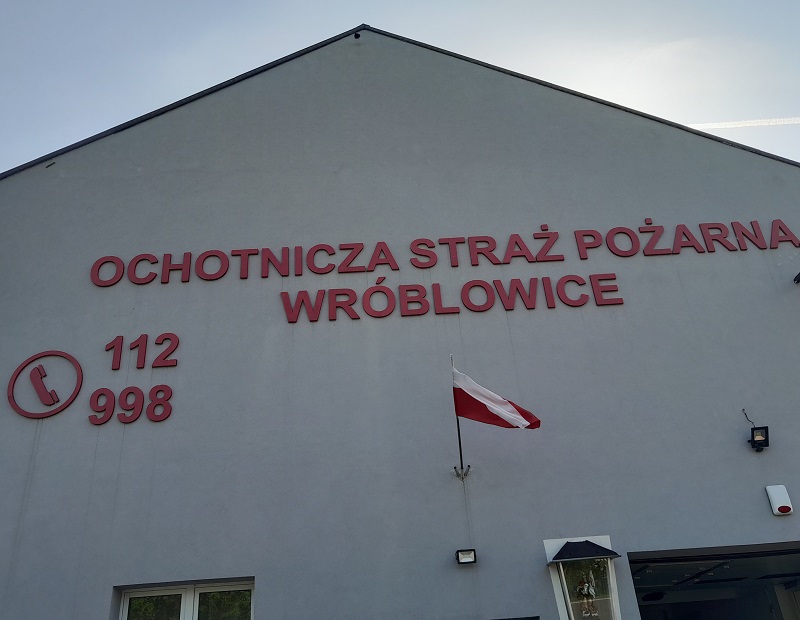 OCHOTNICZA STRAŻ POŻARNA
WRÓBLOWICE
112
998